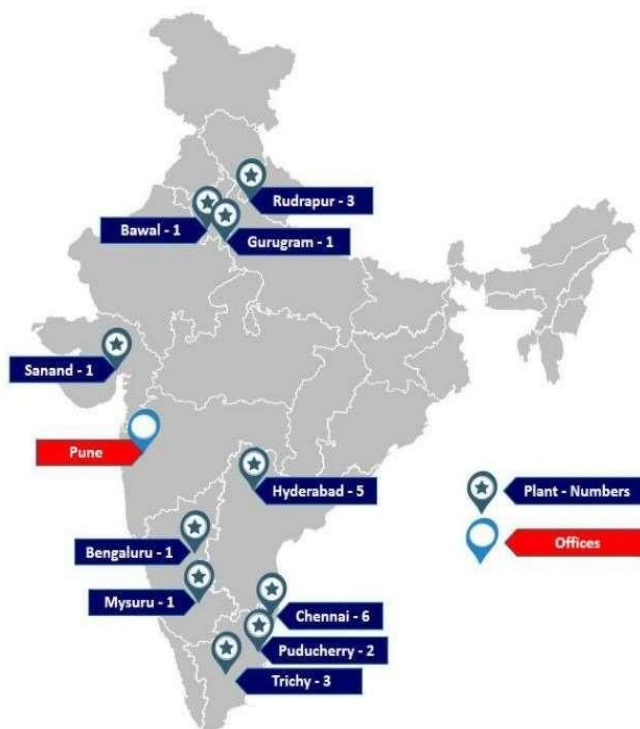 Rudrapur - 3
Bawal - 1
Gurugram - 1
Sanand - 1
Pune
Hyderabad - 5
Plant - Numbers
Bengaluru - 1
Offices
Mysuru - 1
Chennai - 6
Puducherry - 2
Trichy - 3